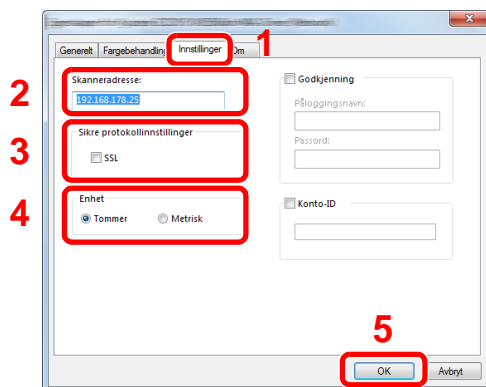 Generelt Fargebehandling Innstillinger Om 1
2 Skanneradresse:
192.168.178.25
3 Sikre protokollinnstillinger
SSL
4 Enhet
Tommer Metrisk
Godkjenning
Påloggingsnavn:
Passord:
Konto-ID
5
OK Avbryt